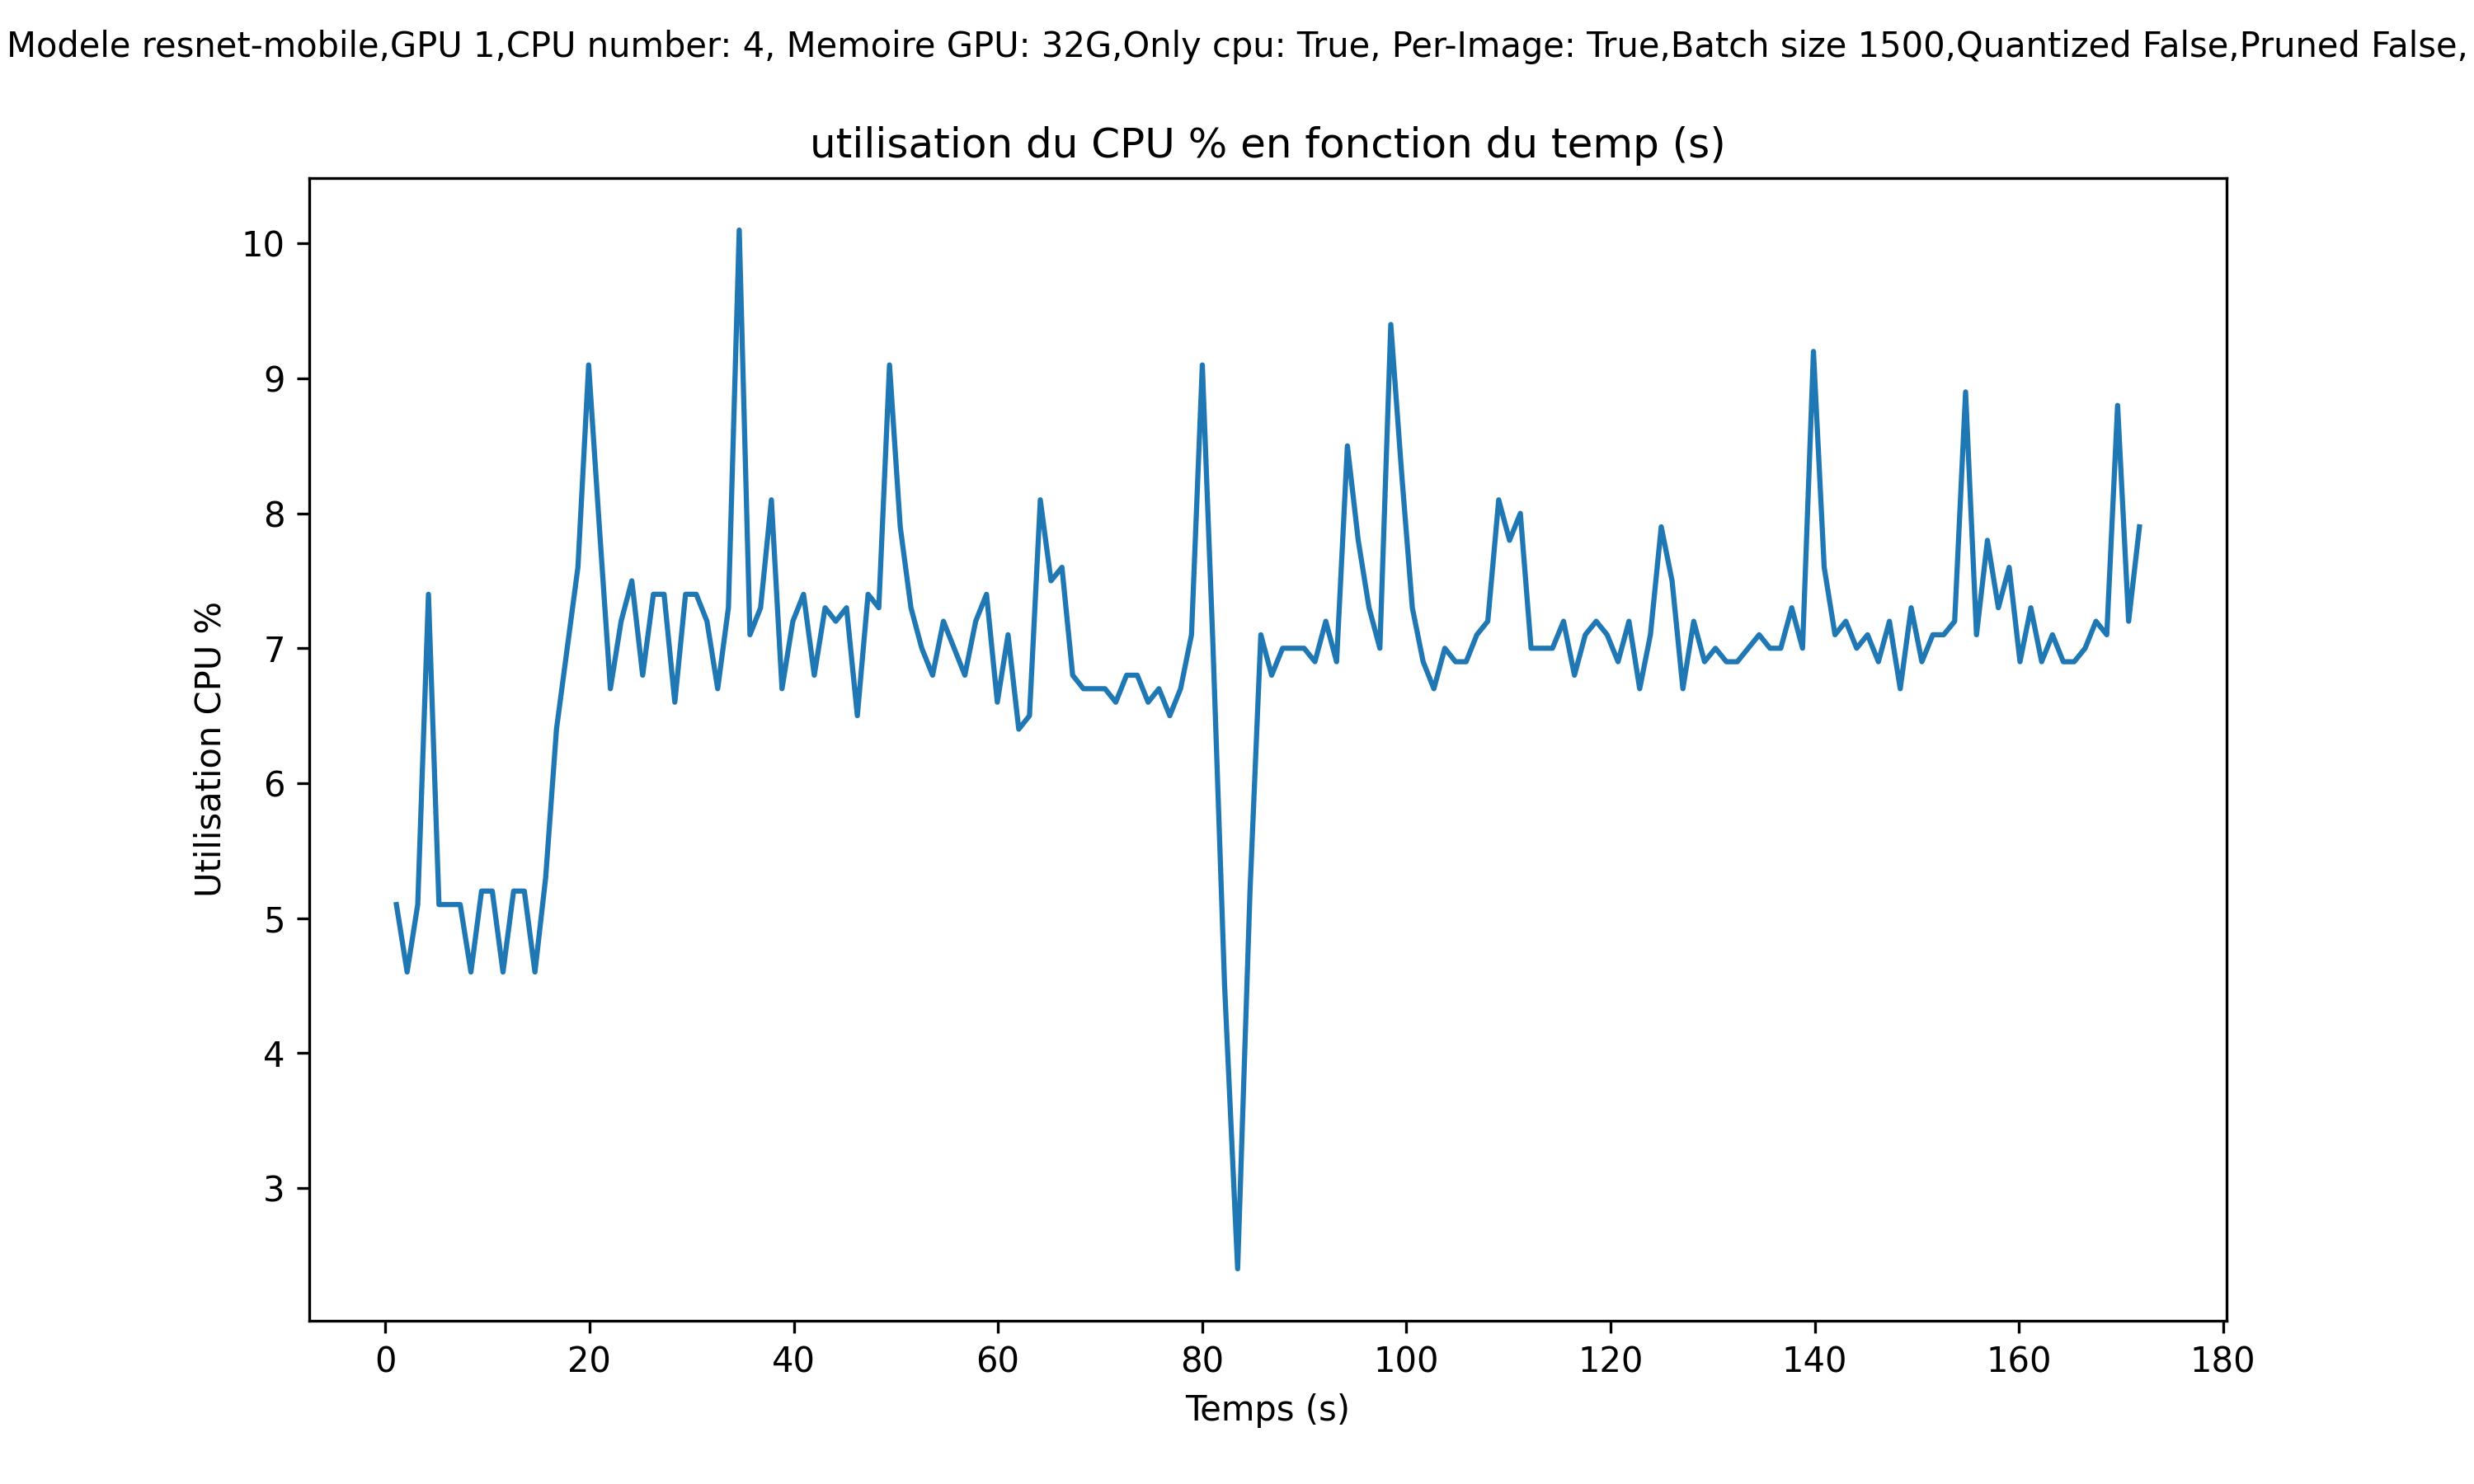 Modele resnet-mobile,GPU 1,CPU number: 4, Memoire GPU: 32G,Only cpu: True, Per-Image: True,Batch size 1500,Quantized False,Pruned False,
utilisation du CPU % en fonction du temp (s)
Utilisation CPU %
10
9
8
7
6
5
4
3
0 20 40 60 80 100 120 140 160 180
Temps (s)